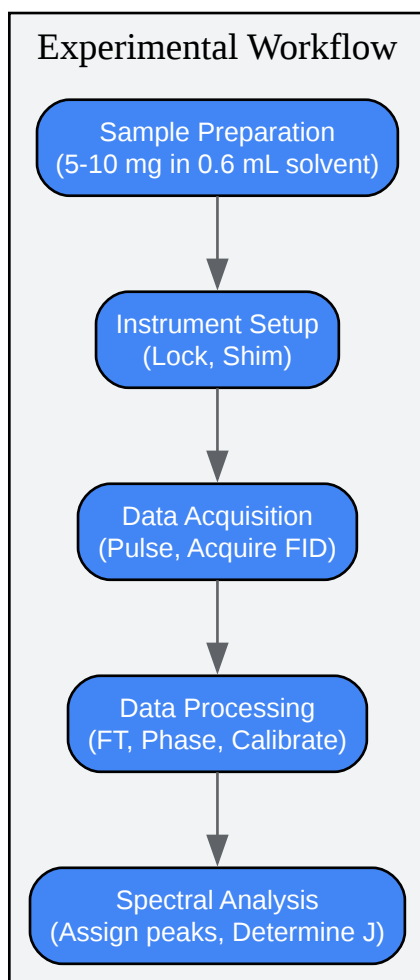 Experimental Workflow
Sample Preparation
(5-10 mg in 0.6 mL solvent)
Instrument Setup
(Lock, Shim)
Data Acquisition
(Pulse, Acquire FID)
Data Processing
(FT, Phase, Calibrate)
Spectral Analysis
(Assign peaks, Determine J)